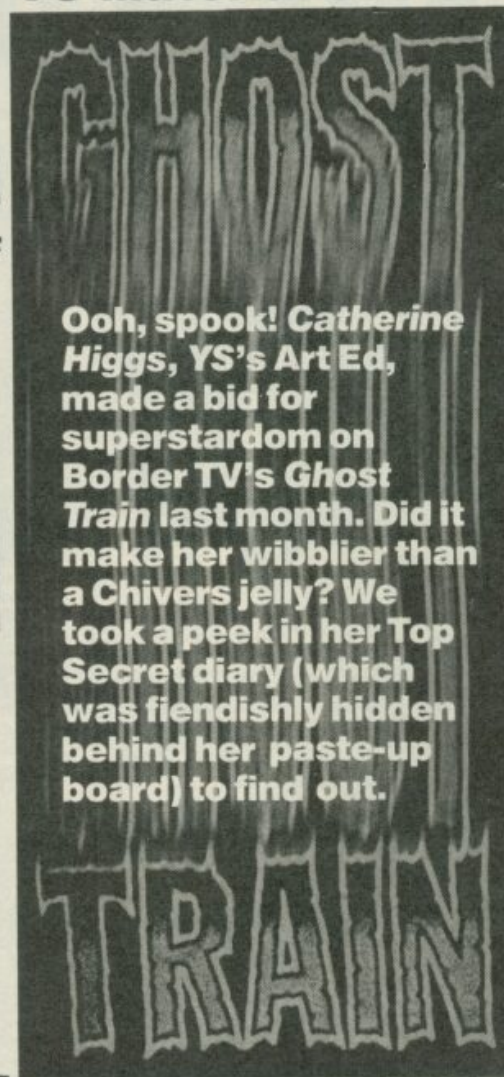 GHOST
Ooh, spook! Catherine
Higgs, YS's Art Ed,
made a bid for
superstardom on
Border TV's Ghost
Train last month. Did it
make her wibblier than
a Chivers jelly? We
took a peek in her Top
Secret diary (which
was fiendishly hidden
behind her paste-up
board) to find out.
TRAIN